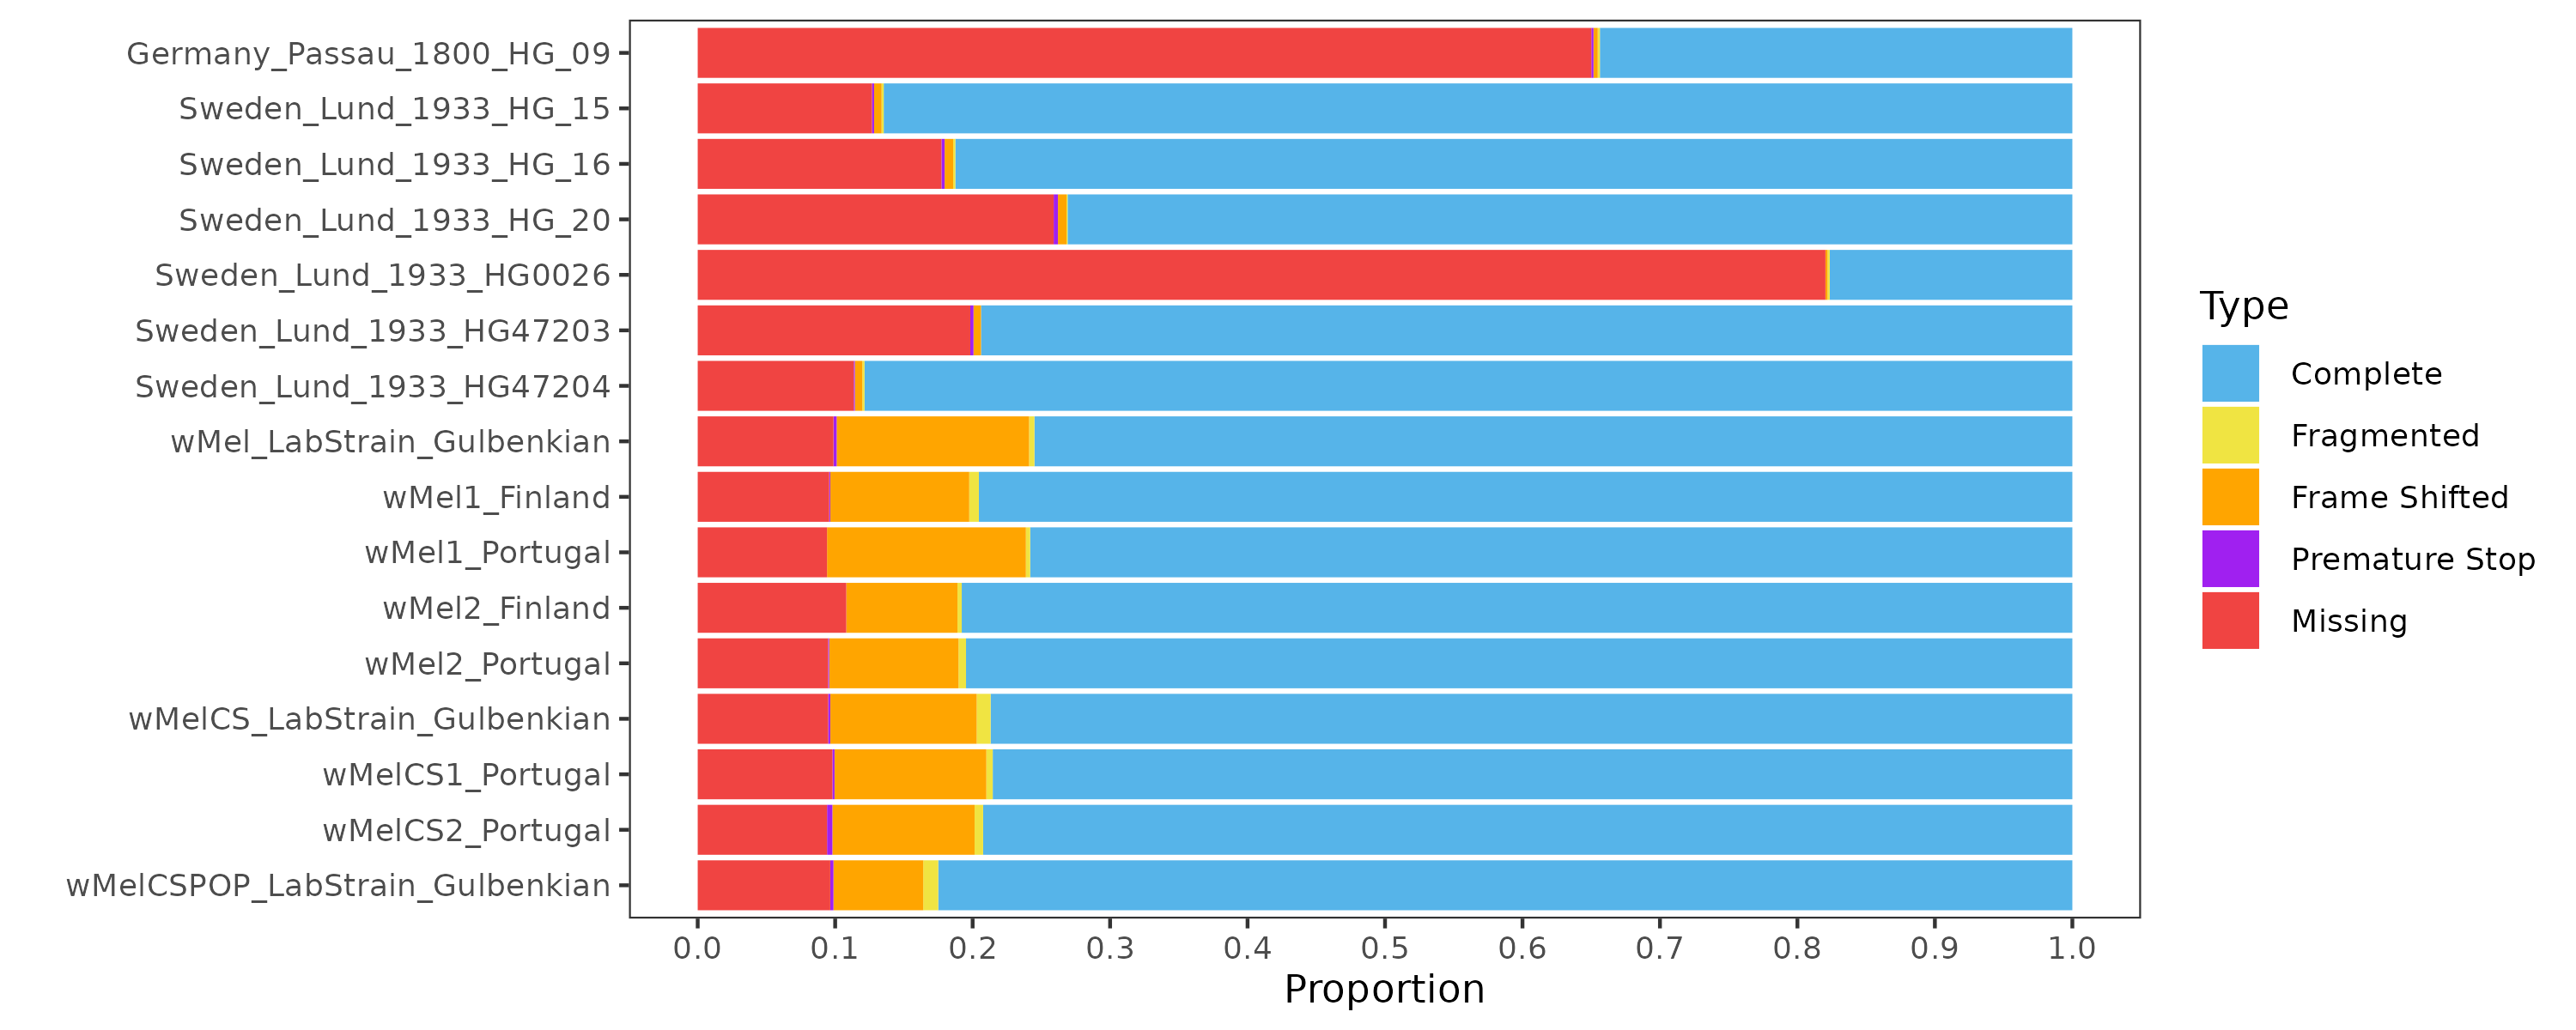 Germany_Passau_1800_HG_09
Sweden_Lund_1933_HG_15
Sweden_Lund_1933_HG_16
Sweden_Lund_1933_HG_20
Sweden_Lund_1933_HG0026
Sweden_Lund_1933_HG47203
Sweden_Lund_1933_HG47204
wMel_LabStrain_Gulbenkian
wMel1_Finland
wMel1_Portugal
wMel2_Finland
wMel2_Portugal
wMelCS_LabStrain_Gulbenkian
wMelCS1_Portugal
wMelCS2_Portugal
wMelCSPOP_LabStrain_Gulbenkian
0.0 0.1 0.2 0.3 0.4 0.5 0.6 0.7 0.8 0.9 1.0
Proportion
Type
Complete
Fragmented
Frame Shifted
Premature Stop
Missing